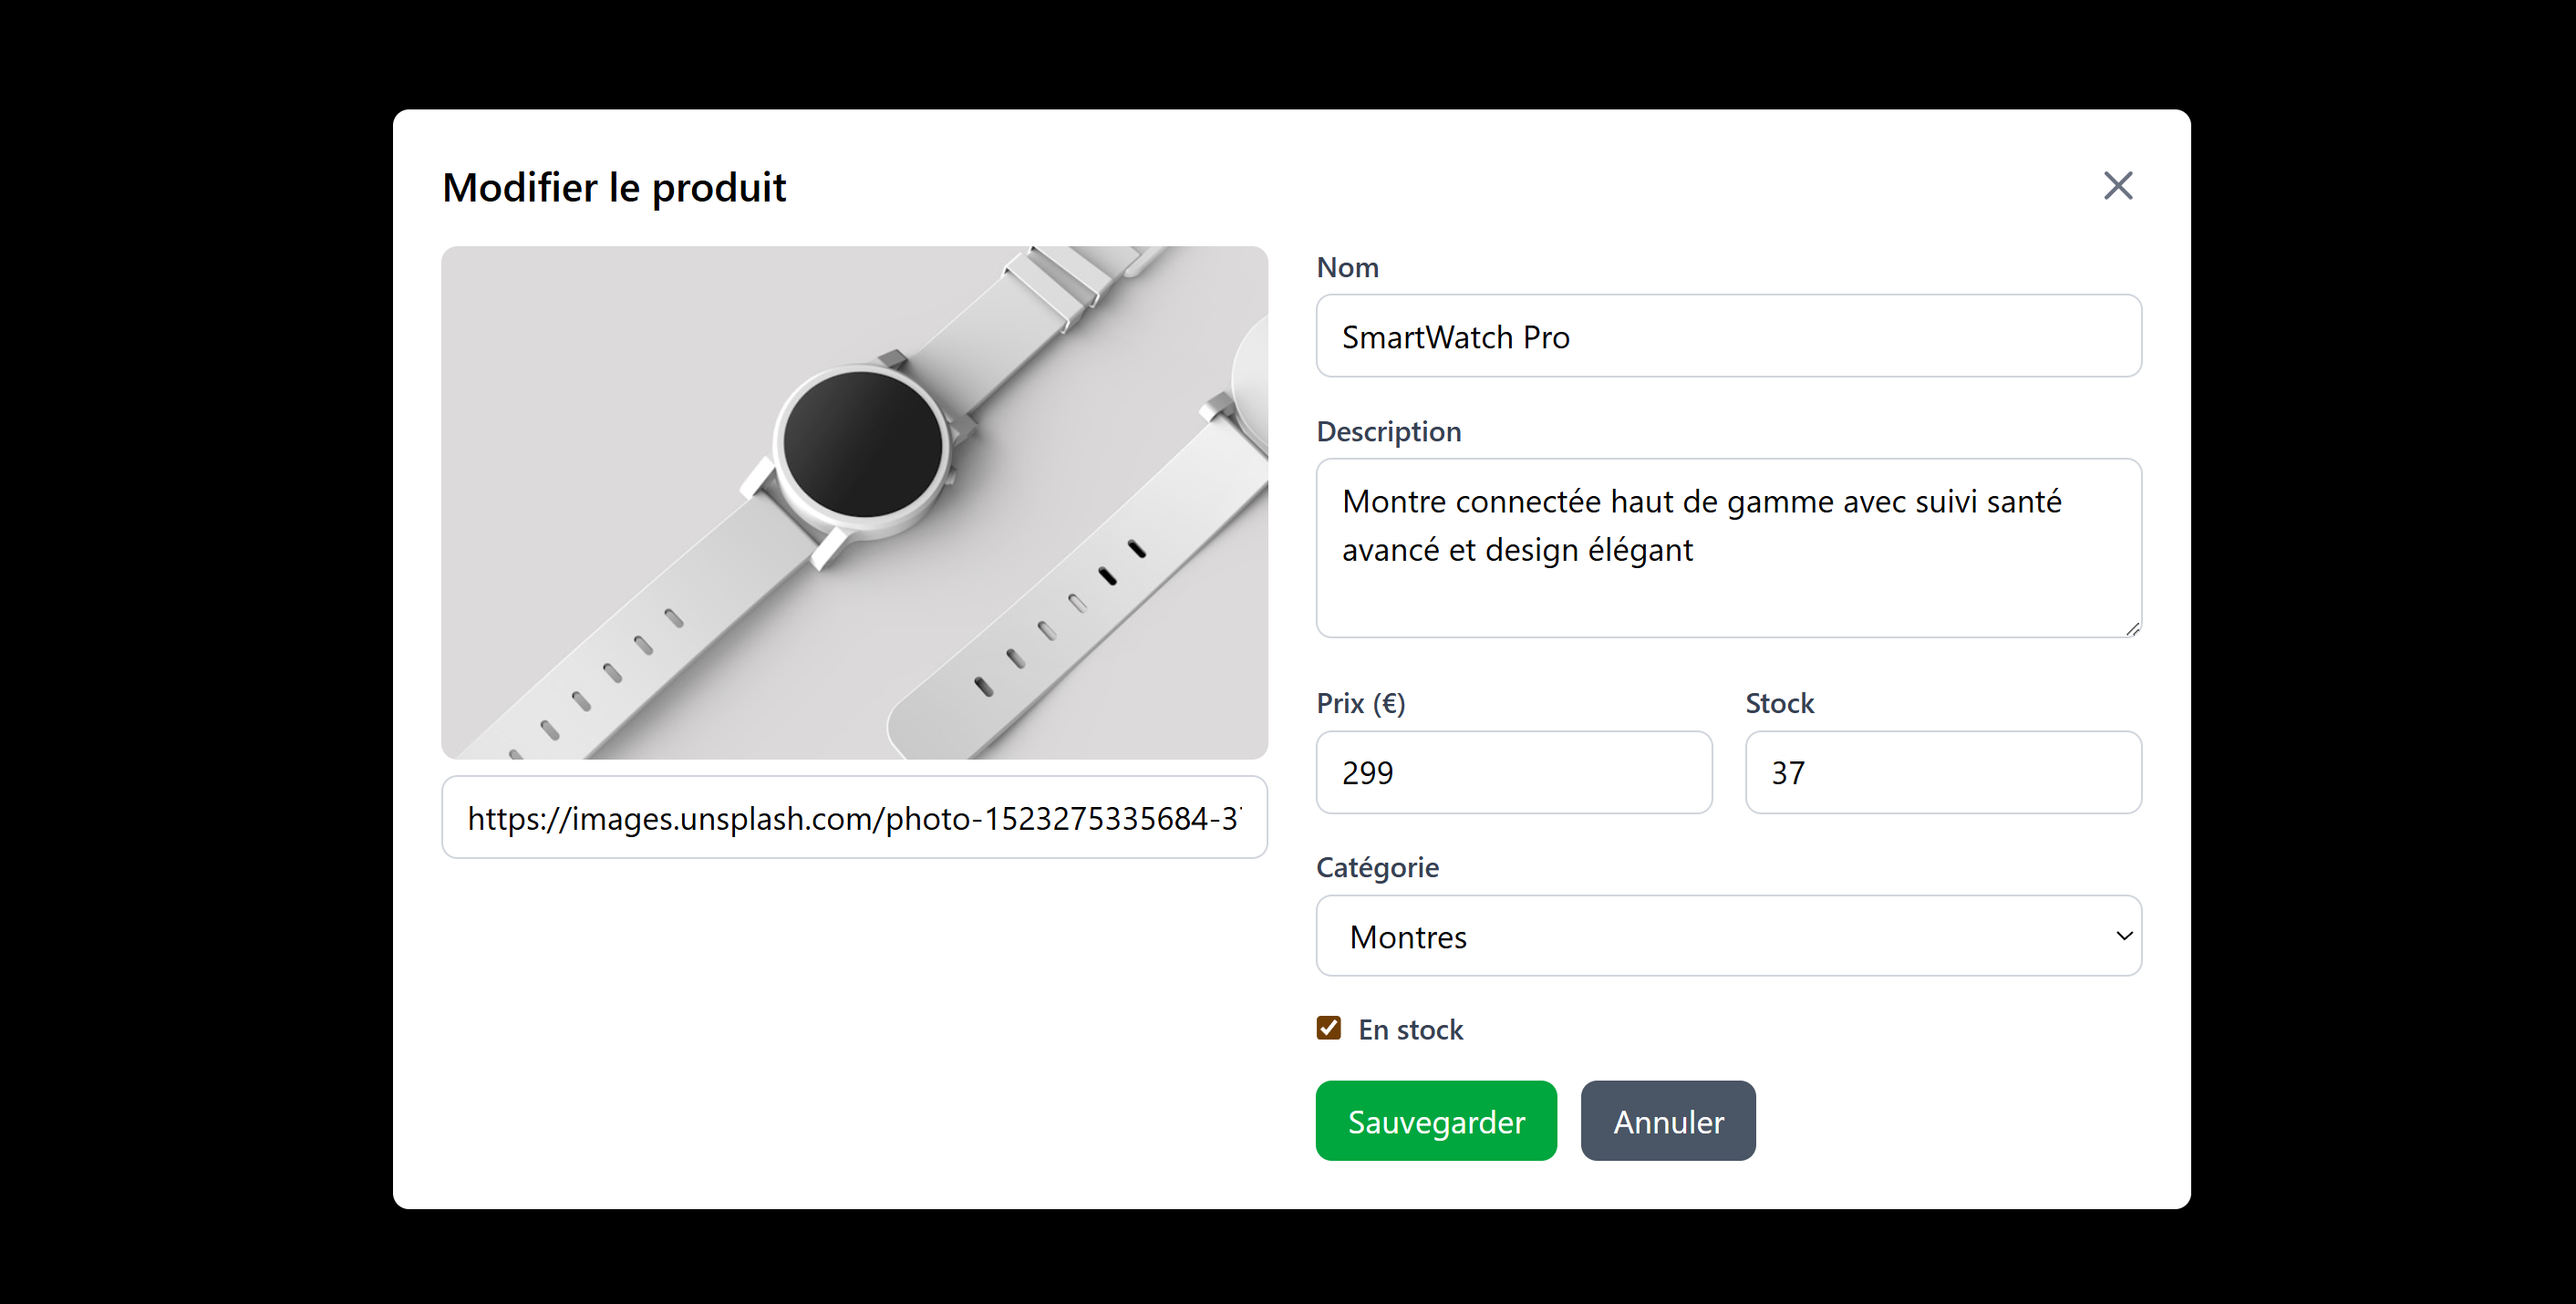 Modifier le produit
https://images.unsplash.com/photo-1523275335684-3
Nom
SmartWatch Pro
Description
Montre connectée haut de gamme avec suivi santé
avancé et design élégant
Prix (€)
Stock
299
37
Catégorie
Montres
En stock
Sauvegarder
Annuler